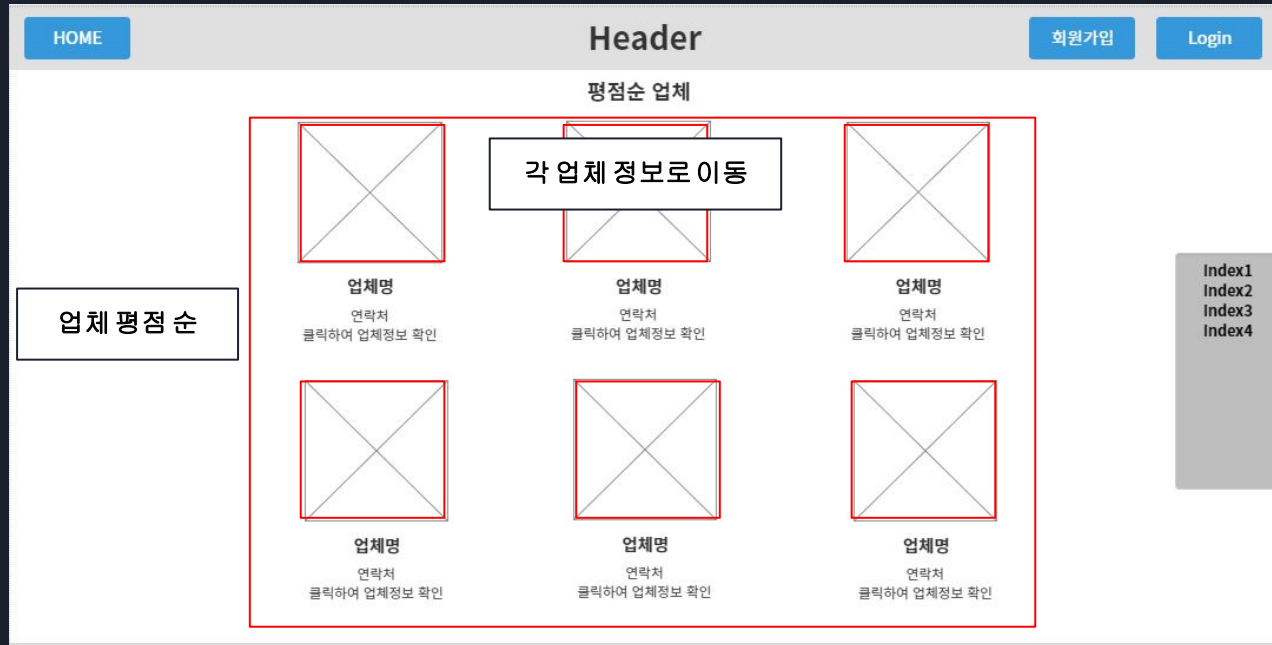 HOME
Header
회원가입
Login
평점순 업체
각 업체 정보로 이동
업체명
연락처
클릭하여 업체정보 확인
업체명
연락처
클릭하여 업체정보 확인
업체명
연락처
클릭하여 업체정보 확인
업체 평점 순
Index1
Index2
Index3
Index4
업체명
연락처
클릭하여 업체정보 확인
업체명
연락처
클릭하여 업체정보 확인
업체명
연락처
클릭하여 업체정보 확인